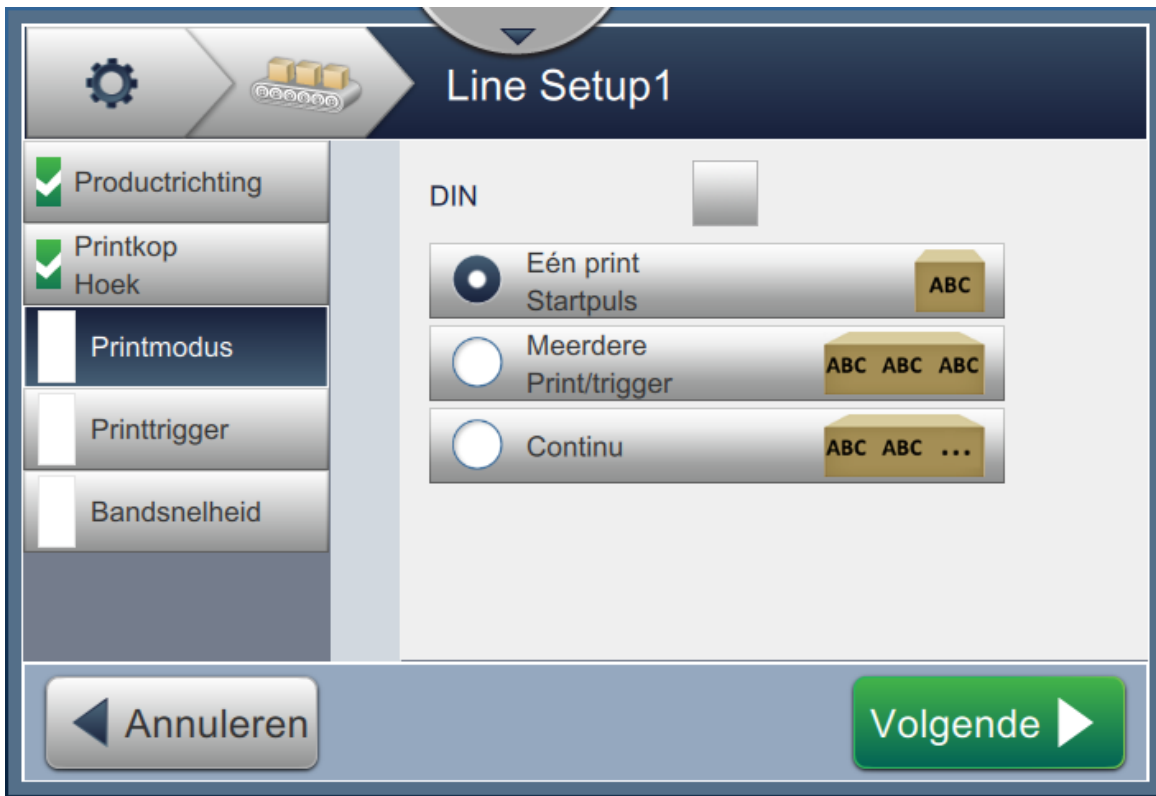 Line Setup1
Productrichting
Printkop
Hoek
Printmodus
Printtrigger
Bandsnelheid
DIN
Eén print
Startpuls
ABC
Meerdere
Print/trigger
ABC ABC ABC
Continu
ABC ABC ...
Annuleren
Volgende